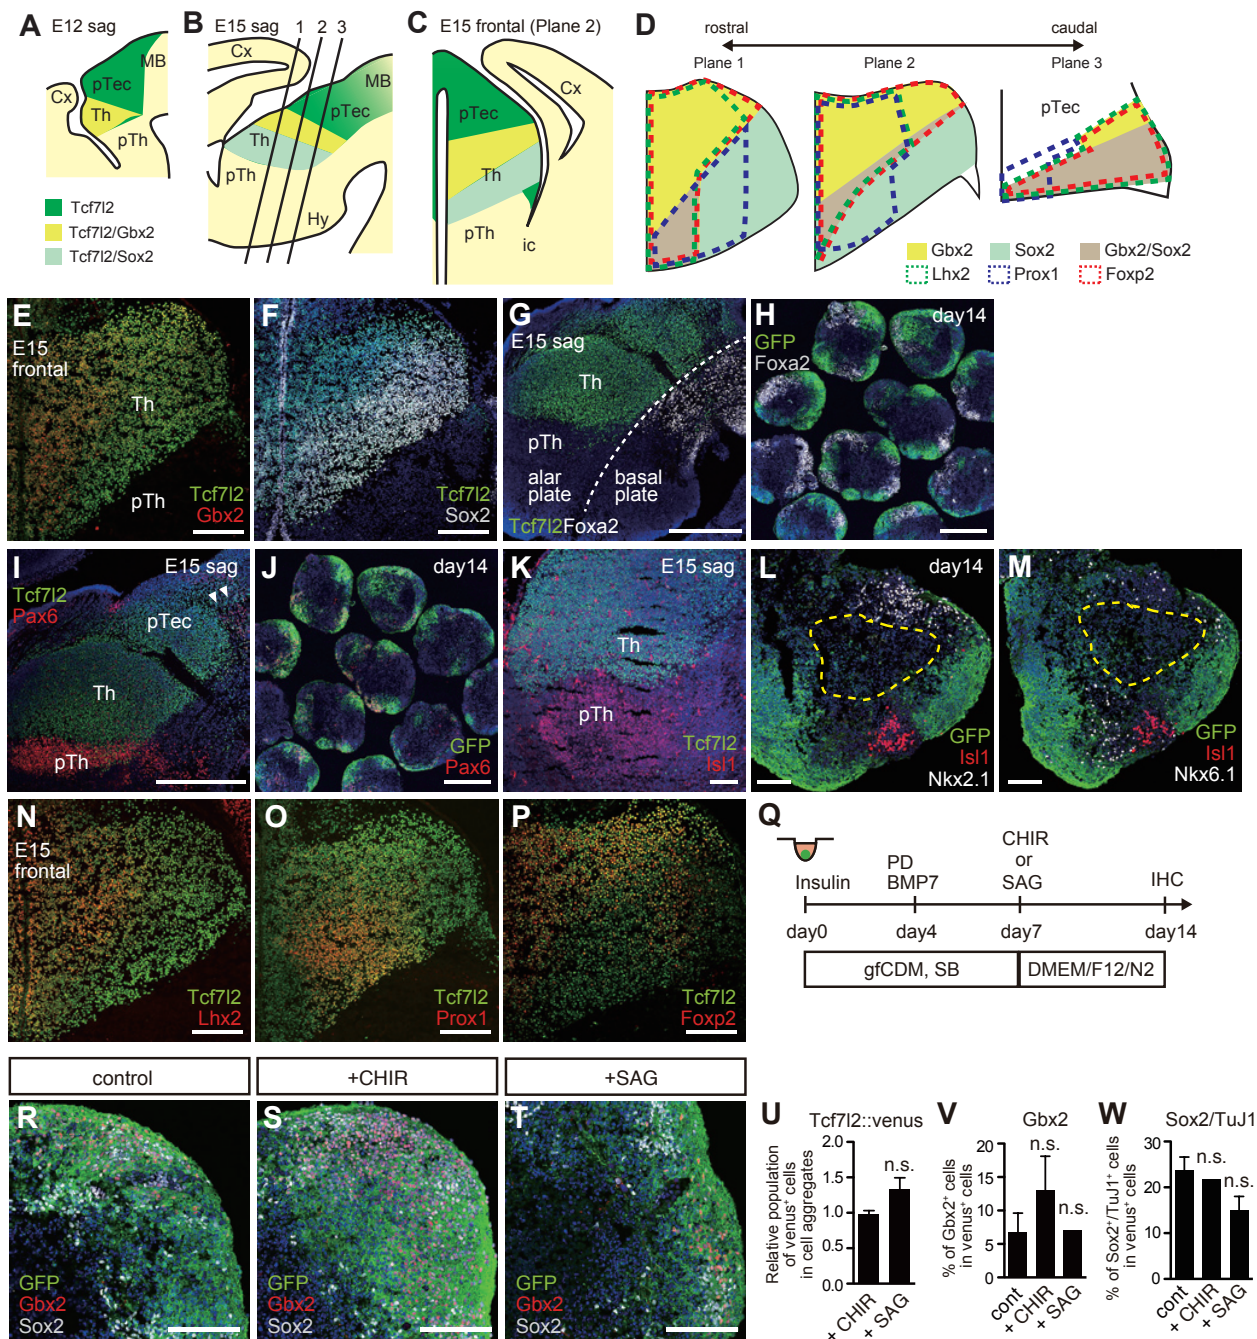 A
E12 sag
MB
pTec
Cx
Th
pTh
Tcf7l2
Tcf7l2/Gbx2
Tcf7l2/Sox2
B
E15 sag
1 2 3
Cx
MB
pTec
Th
pTh
Hy
C
E15 frontal (Plane 2)
Cx
pTec
Th
pTh
ic
D
rostral
caudal
Plane 1
Plane 2
Plane 3
pTec
Gbx2
Sox2
Gbx2/Sox2
Lhx2
Prox1
Foxp2
E
E15
frontal
Th
pTh
Tcf7l2
Gbx2
F
Tcf7l2
Sox2
G
E15 sag
Th
pTh
alar
plate
basal
plate
Tcf7l2Foxa2
H
day14
GFP
Foxa2
I
E15 sag
Tcf7l2
Pax6
pTec
Th
pTh
J
day14
GFP
Pax6
K
E15 sag
Th
pTh
Tcf7l2
Isl1
L
day14
GFP
Isl1
Nkx2.1
M
GFP
Isl1
Nkx6.1
N
E15
frontal
Tcf7l2
Lhx2
O
Tcf7l2
Prox1
P
Tcf7l2
Foxp2
Q
Insulin
PD
BMP7
CHIR
or
SAG
IHC
day0
day4
day7
day14
gfCDM, SB
DMEM/F12/N2
control
+CHIR
+SAG
R
GFP
Gbx2
Sox2
S
GFP
Gbx2
Sox2
T
GFP
Gbx2
Sox2
U
Tcf7l2::venus
Relative population
of venus+ cells
in cell aggregates
2.0
1.5
1.0
0.5
0
n.s.
+ CHIR
+ SAG
V
Gbx2
% of Gbx2+ cells
in venus+ cells
20
15
10
5
0
n.s.
n.s.
cont
+ CHIR
+ SAG
W
Sox2/TuJ1
% of Sox2+/TuJ1+ cells
in venus+ cells
30
20
10
0
n.s.
n.s.
cont
+ CHIR
+ SAG